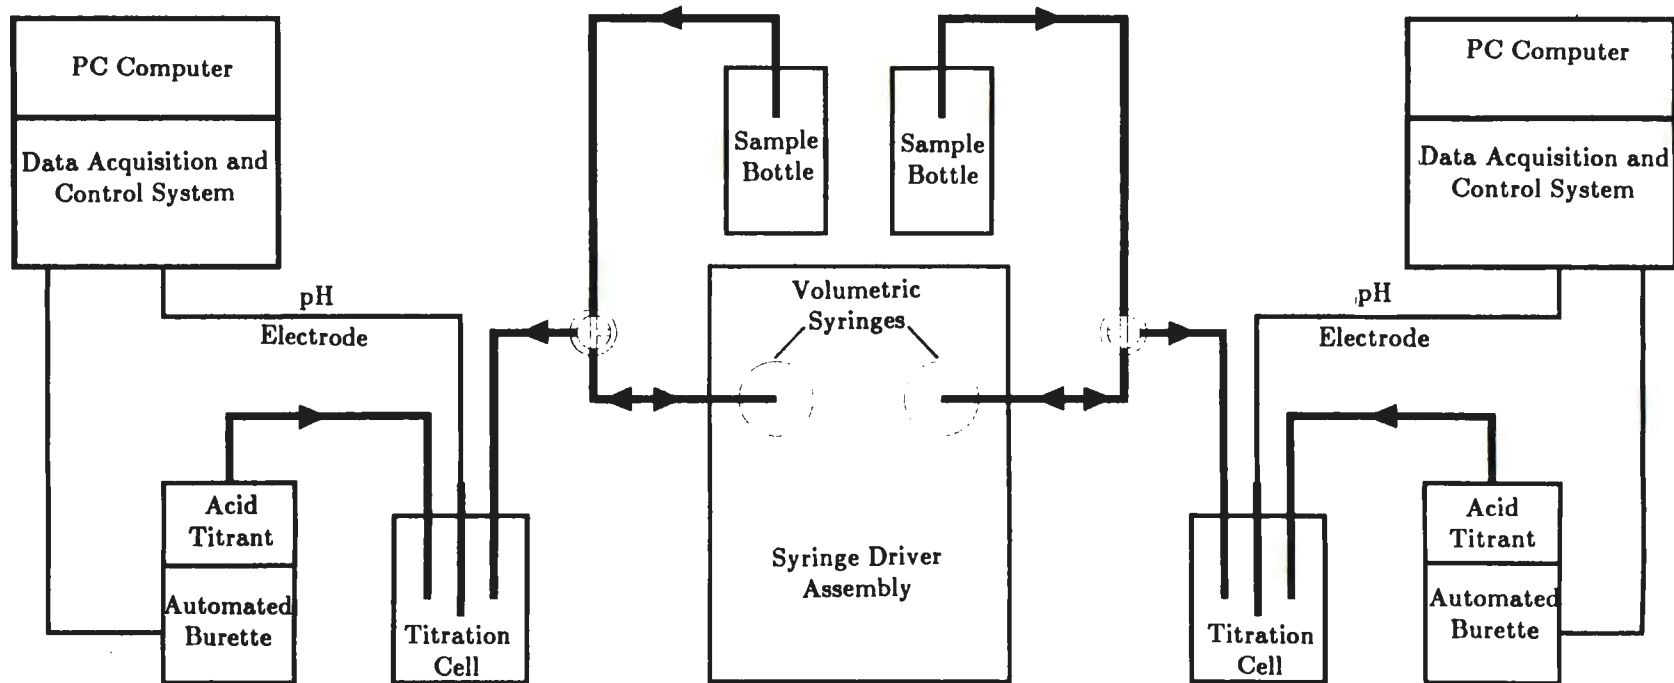 PC Computer
Data Acquisition and
Control System
pH
Electrode
Acid
Titrant
Automated
Burette
Titration
Cell
Sample
Bottle
Sample
Bottle
Volumetric
Syringes
Syringe Driver
Assembly
PC Computer
Data Acquisition and
Control System
pH
Electrode
Titration
Cell
Acid
Titrant
Automated
Burette